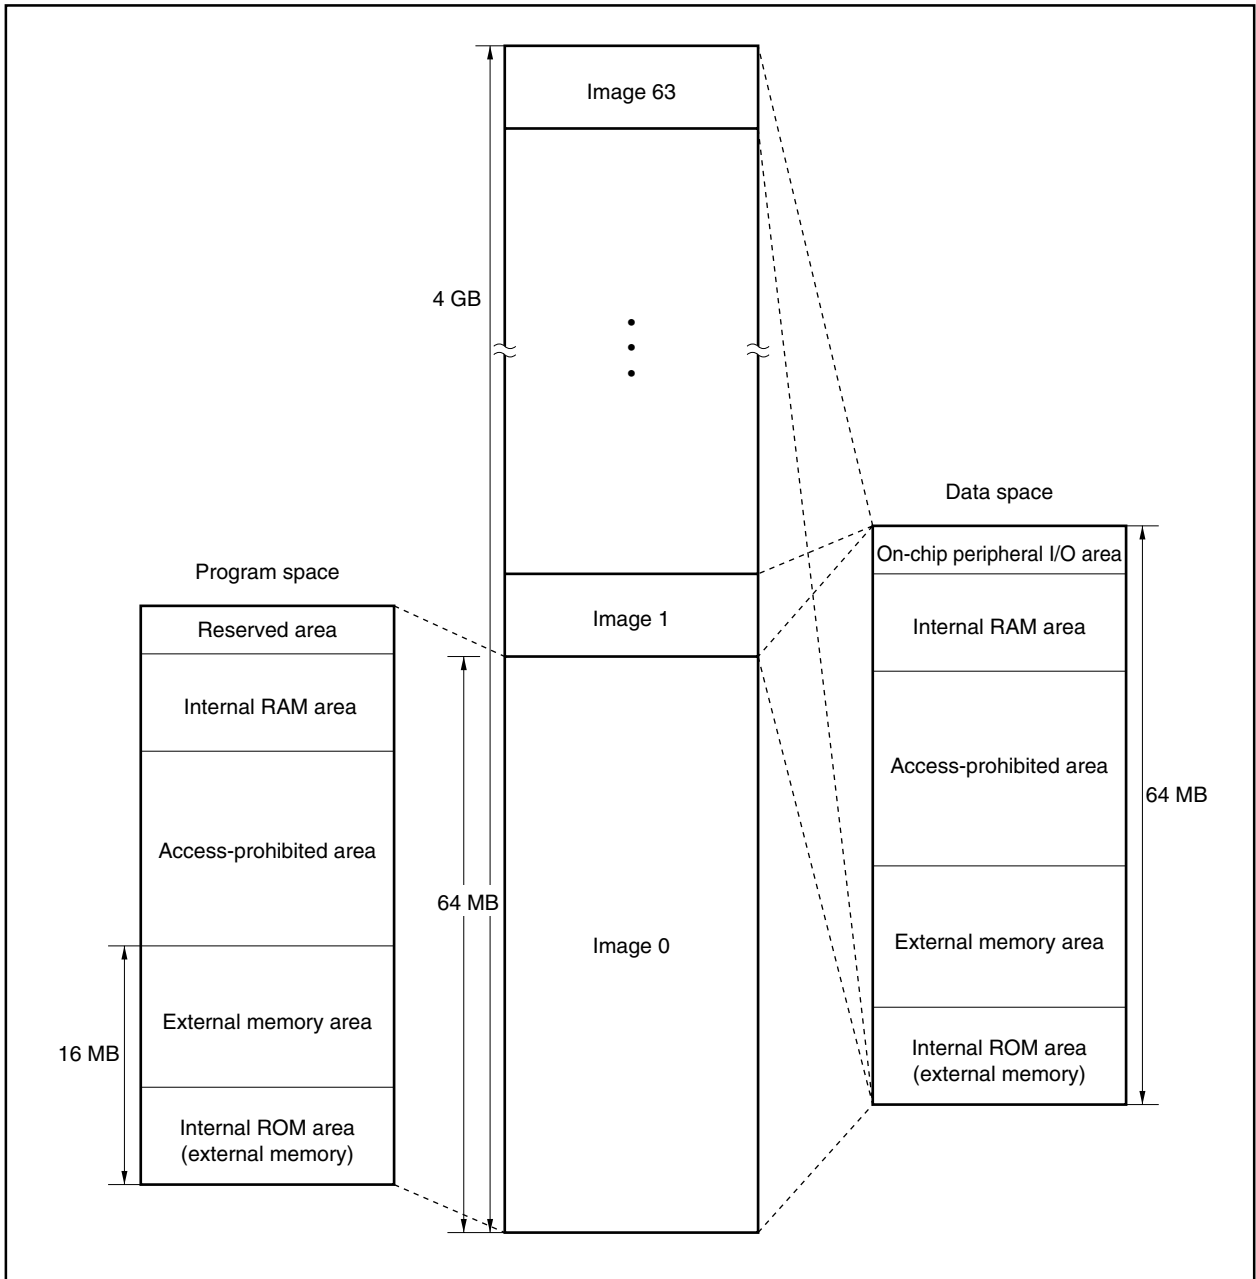 Image 63
4 GB
Image 1
64 MB
Image 0
Program space
Reserved area
Internal RAM area
Access-prohibited area
External memory area
16 MB
Internal ROM area
(external memory)
Data space
On-chip peripheral I/O area
Internal RAM area
Access-prohibited area
64 MB
External memory area
Internal ROM area
(external memory)